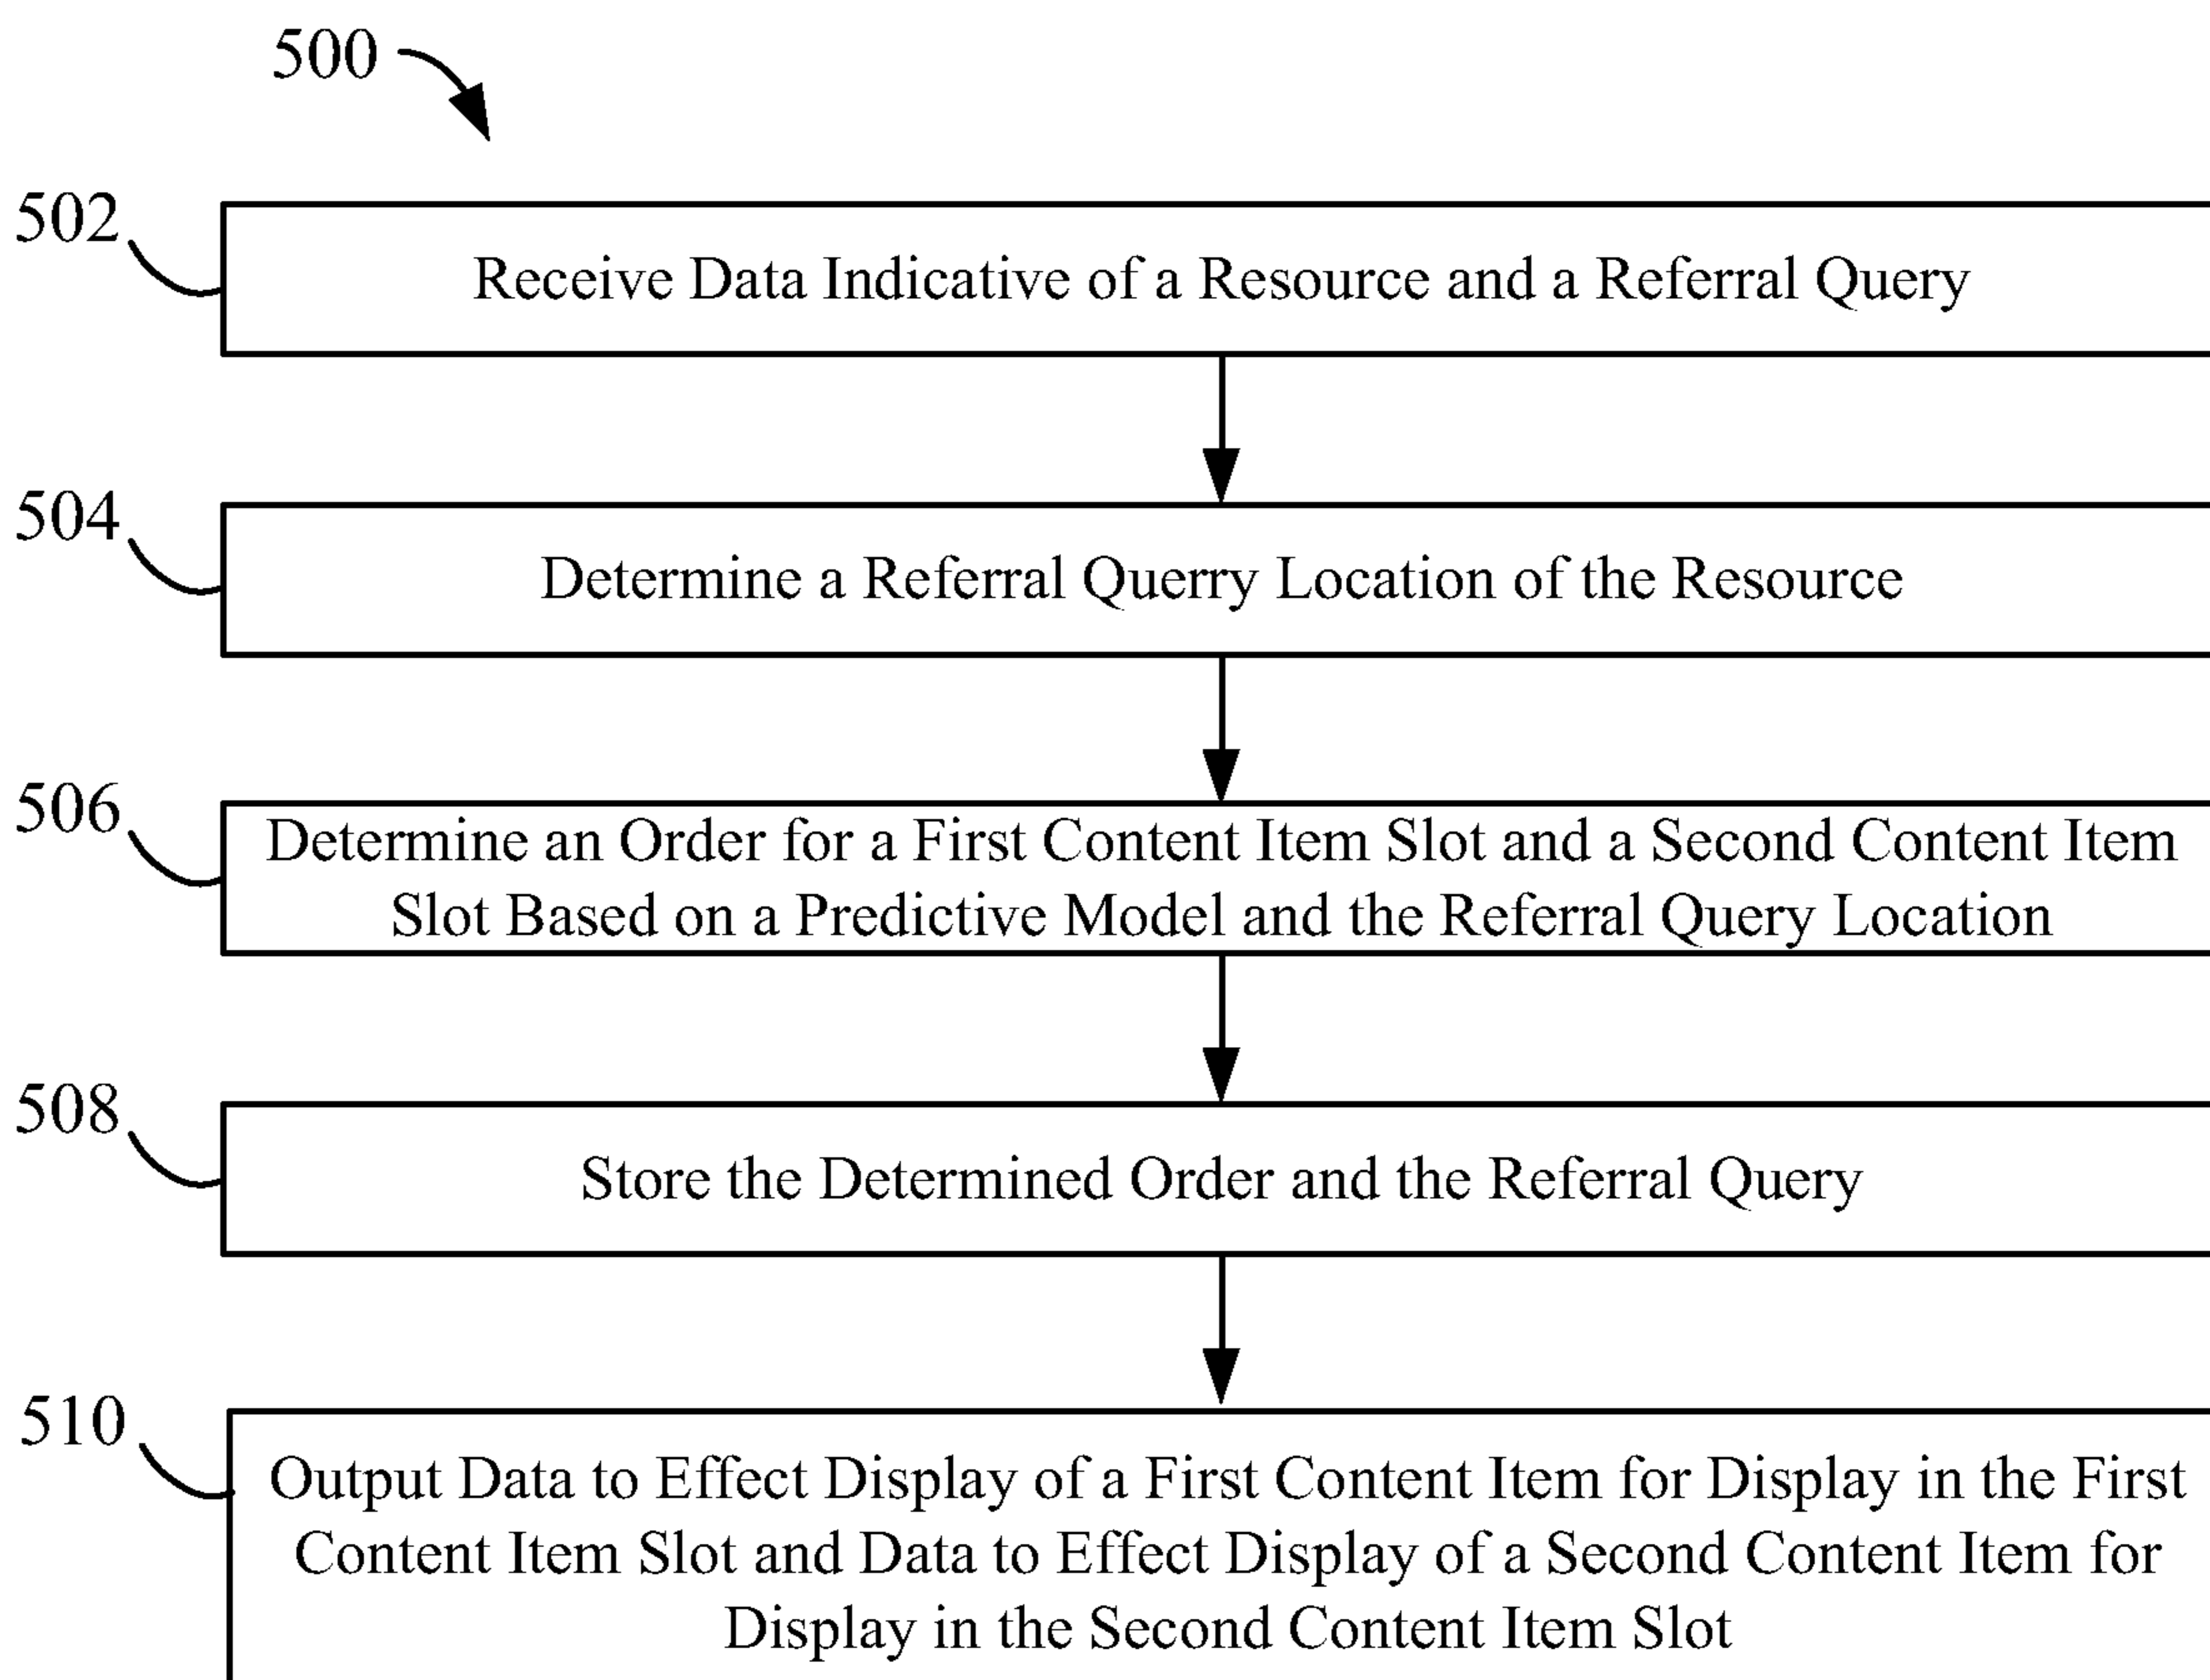 500
502
Receive Data Indicative of a Resource and a Referral Query
504
Determine a Referral Querry Location of the Resource
506
Determine an Order for a First Content Item Slot and a Second Content Item
Slot Based on a Predictive Model and the Referral Query Location
508
Store the Determined Order and the Referral Query
510
Output Data to Effect Display of a First Content Item for Display in the First
Content Item Slot and Data to Effect Display of a Second Content Item for
Display in the Second Content Item Slot